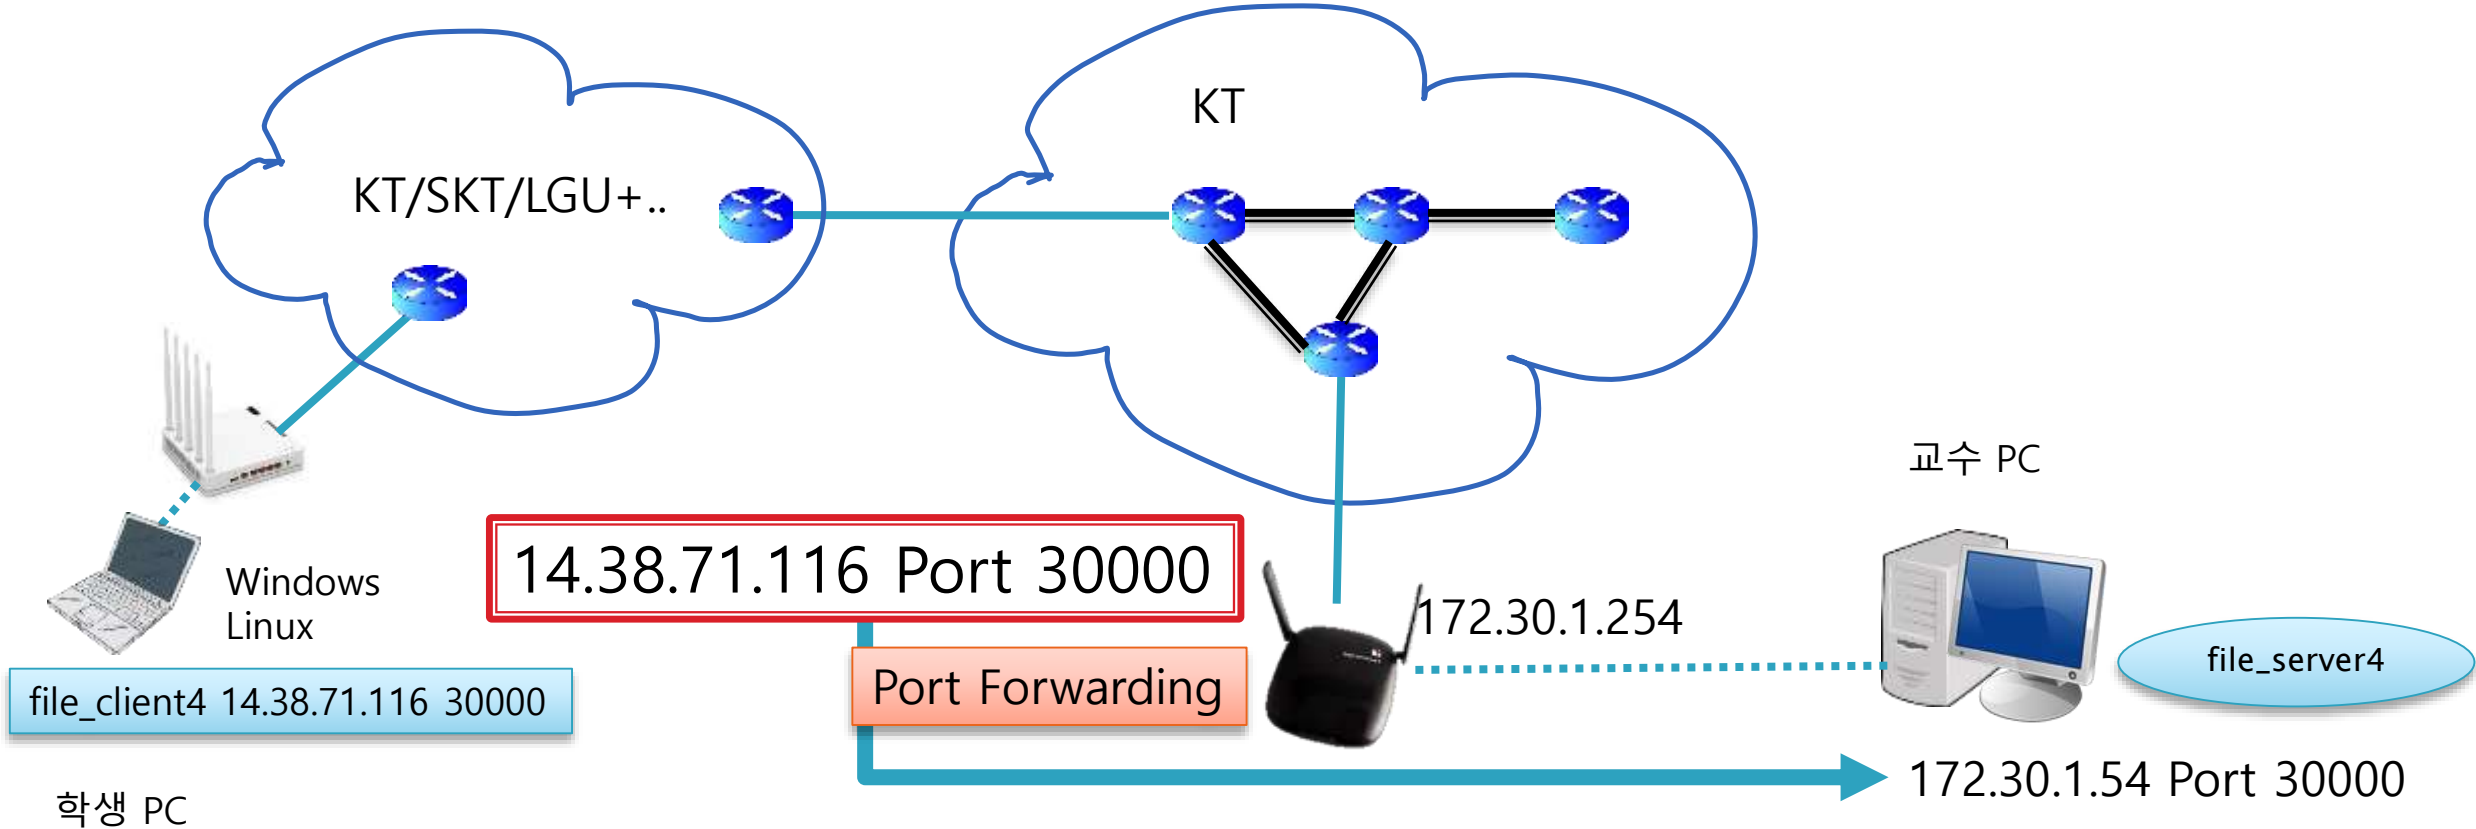 KT
KT/SKT/LGU+..
교수 PC
14.38.71.116 Port 30000
Windows
Linux
172.30.1.254
file_server4
Port Forwarding
file_client4 14.38.71.116 30000
172.30.1.54 Port 30000
학생 PC